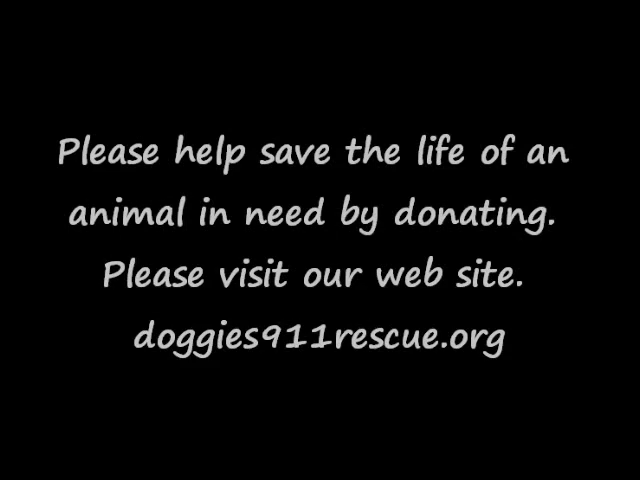 Please help save the life of an
animal in need by donating.
Please visit our web site.
doggies911rescue.org